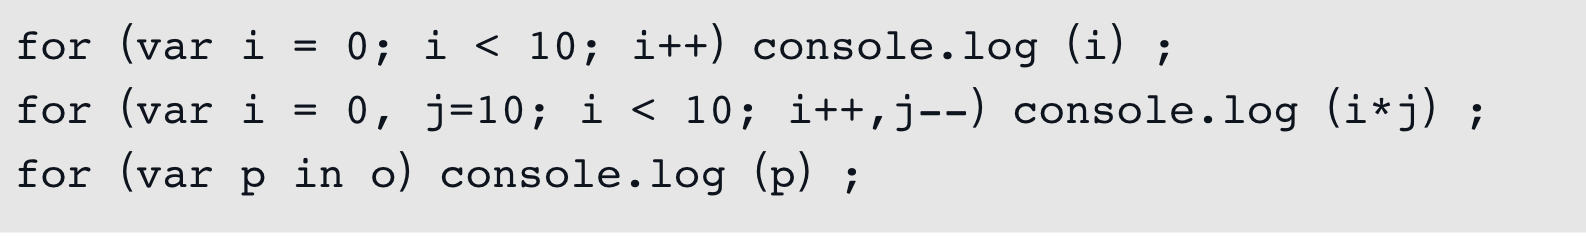 for (var i = 0; i < 10; i++) console.log (i) ;
for (var i = 0, j=10; i < 10; i++,j--) console.log (i*j) ;
for (var p in o) console.log (p) ;